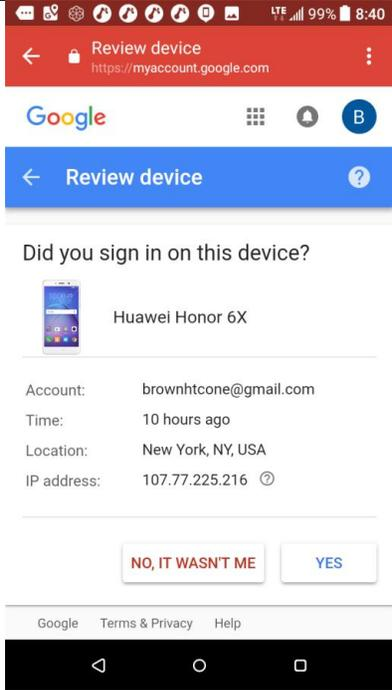 LTE 99% 8:40
Review device
https://myaccount.google.com
Google B
Review device ?
Did you sign in on this device?
Huawei Honor 6X
Account: brownhtcone@gmail.com
Time: 10 hours ago
Location: New York, NY, USA
IP address: 107.77.225.216 ?
NO, IT WASN'T ME YES
Google Terms & Privacy Help